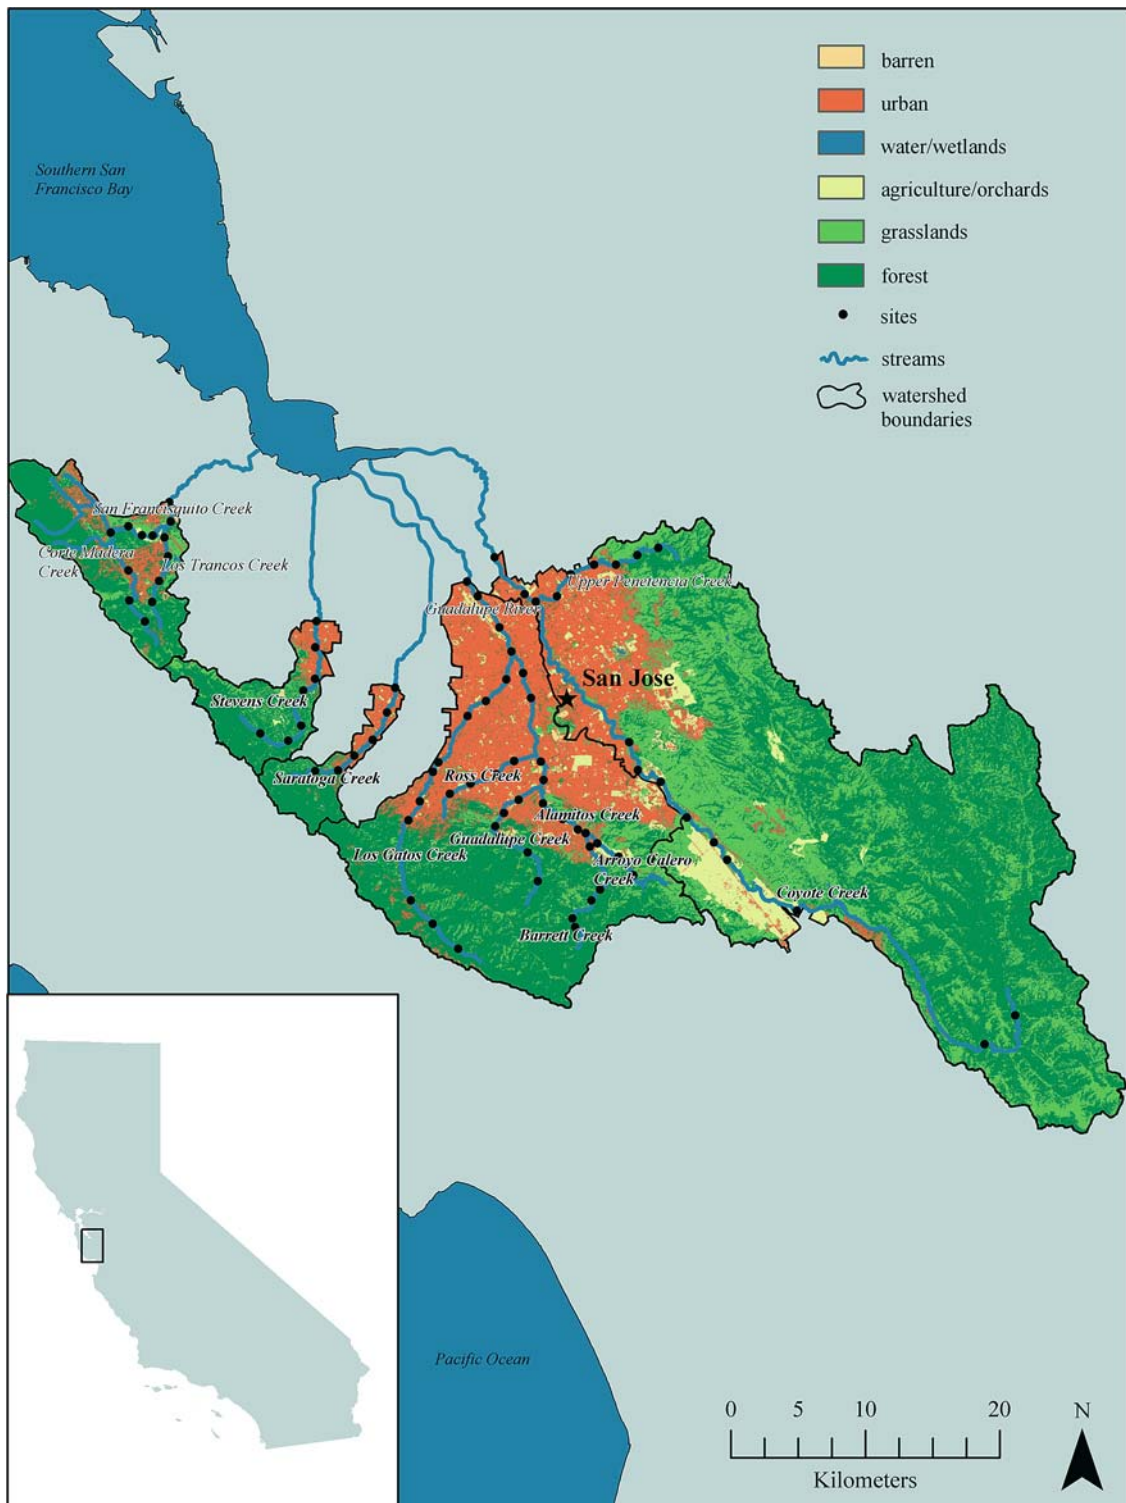 barren
urban
water/wetlands
agriculture/orchards
grasslands
forest
sites
streams
watershed
boundaries
Southern San
Francisco Bay
San Francisquito Creek
Corte Madera
Creek
Los Trancos Creek
Upper Penetencia Creek
Guadalupe River
San Jose
Stevens Creek
Saratoga Creek
Ross Creek
Alamitos Creek
Guadalupe Creek
Los Gatos Creek
Arroyo Calero
Creek
Coyote Creek
Barrett Creek
Pacific Ocean
0 5 10 20
Kilometers
N